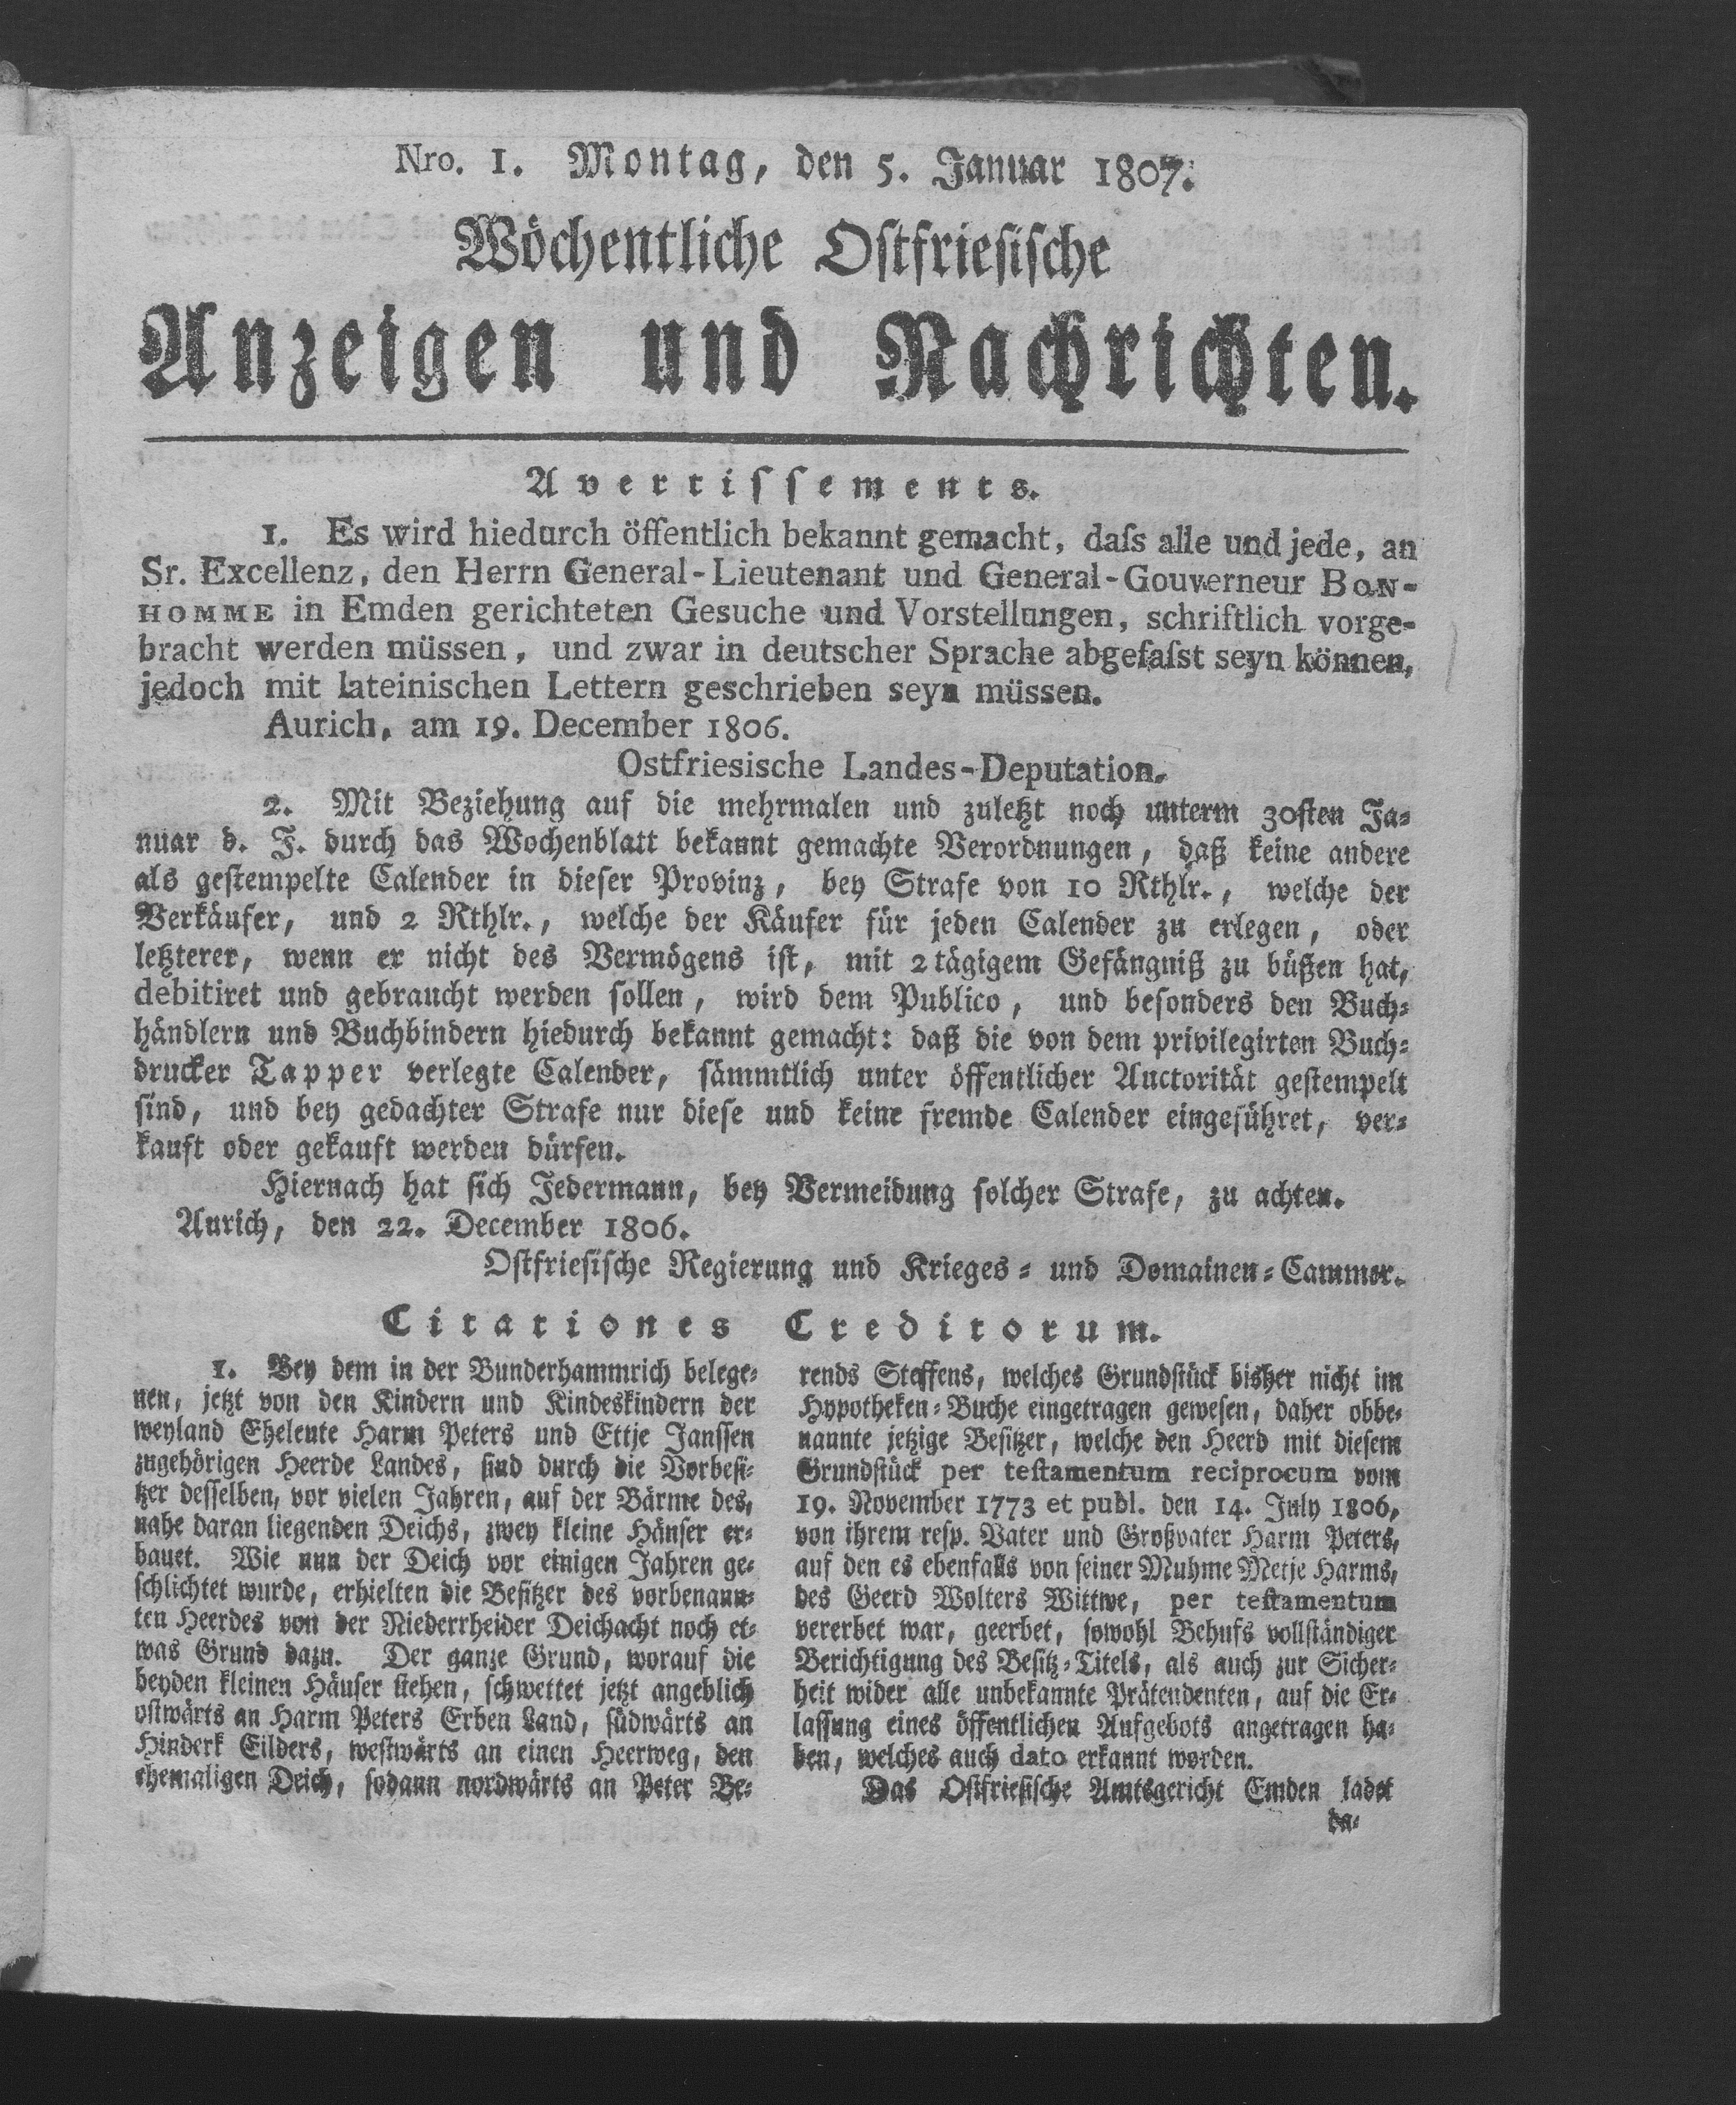 Nro. 1. Montag, den 5. Januar 1807.
Wöchentliche Ostfriesische
Anzeigen und Nachrichten.
Avertissements.
1. Es wird hiedurch öffentlich bekannt gemacht, daſs alle und jede, an
Sr. Excellenz, den Herrn General-Lieutenant und General-Gouverneur BON-
HOMME in Emden gerichteten Gesuche und Vorstellungen, schriftlich vorge-
bracht werden müssen, und zwar in deutscher Sprache abgefaſst seyn können,
jedoch mit lateinischen Lettern geschrieben seyn müssen.
Aurich, am 19. December 1806.
Ostfriesische Landes-Deputation.
2. Mit Beziehung auf die mehrmalen und zuletzt noch unterm 30sten Ja-
nuar d. J. durch das Wochenblatt bekannt gemachte Verordnungen, daß keine andere
als gestempelte Calender in dieser Provinz, bey Strafe von 10 Rthlr., welche der
Verkäufer, und 2 Rthlr., welche der Käufer für jeden Calender zu erlegen, oder
letzterer, wenn er nicht des Vermögens ist, mit 2tägigem Gefängniß zu büßen hat,
debitiret und gebraucht werden sollen, wird dem Publico, und besonders den Buch-
händlern und Buchbindern hiedurch bekannt gemacht: daß die von dem privilegirten Buch-
drucker Tapper verlegte Calender, sämmtlich unter öffentlicher Auctorität gestempelt
sind, und bey gedachter Strafe nur diese und keine fremde Calender eingeführet, ver-
kauft oder gekauft werden dürfen.
Hiernach hat sich Jedermann, bey Vermeidung solcher Strafe, zu achten.
Aurich, den 22. December 1806.
Ostfriesische Regierung und Krieges- und Domainen-Cammer.
Citationes Creditorum.
1. Bey dem in der Bunderhammrich belege-
nen, jetzt von den Kindern und Kindeskindern der
weyland Eheleute Harm Peters und Ettje Janssen
zugehörigen Heerde Landes, sind durch die Vorbesi-
tzer desselben, vor vielen Jahren, auf der Bärme des,
nahe daran liegenden Deichs, zwey kleine Häuser er-
bauet. Wie nun der Deich vor einigen Jahren ge-
schlichtet wurde, erhielten die Besitzer des vorbenann-
ten Heerdes von der Niederrheider Deichacht noch et-
was Grund dazu. Der ganze Grund, worauf die
beyden kleinen Häuser stehen, schwettet jetzt angeblich
ostwärts an Harm Peters Erben Land, südwärts an
Hinderk Eilders, westwärts an einen Heerweg, den
ehemaligen Deich, sodann nordwärts an Peter Be-
rends Steffens, welches Grundstück bisher nicht im
Hypotheken-Buche eingetragen gewesen, daher obbe-
nannte jetzige Besitzer, welche den Heerd mit diesem
Grundstück per testamentum reciprocum vom
19. November 1773 et publ. den 14. July 1806,
von ihrem resp. Vater und Großvater Harm Peters,
auf den es ebenfalls von seiner Muhme Metje Harms,
des Geerd Wolters Wittwe, per testamentum
vererbet war, geerbet, sowohl Behufs vollständiger
Berichtigung des Besitz-Titels, als auch zur Sicher-
heit wider alle unbekannte Prätendenten, auf die Er-
lassung eines öffentlichen Aufgebots angetragen ha-
ben, welches auch dato erkannt worden.
Das Ostfriesische Amtsgericht Emden ladet
da-